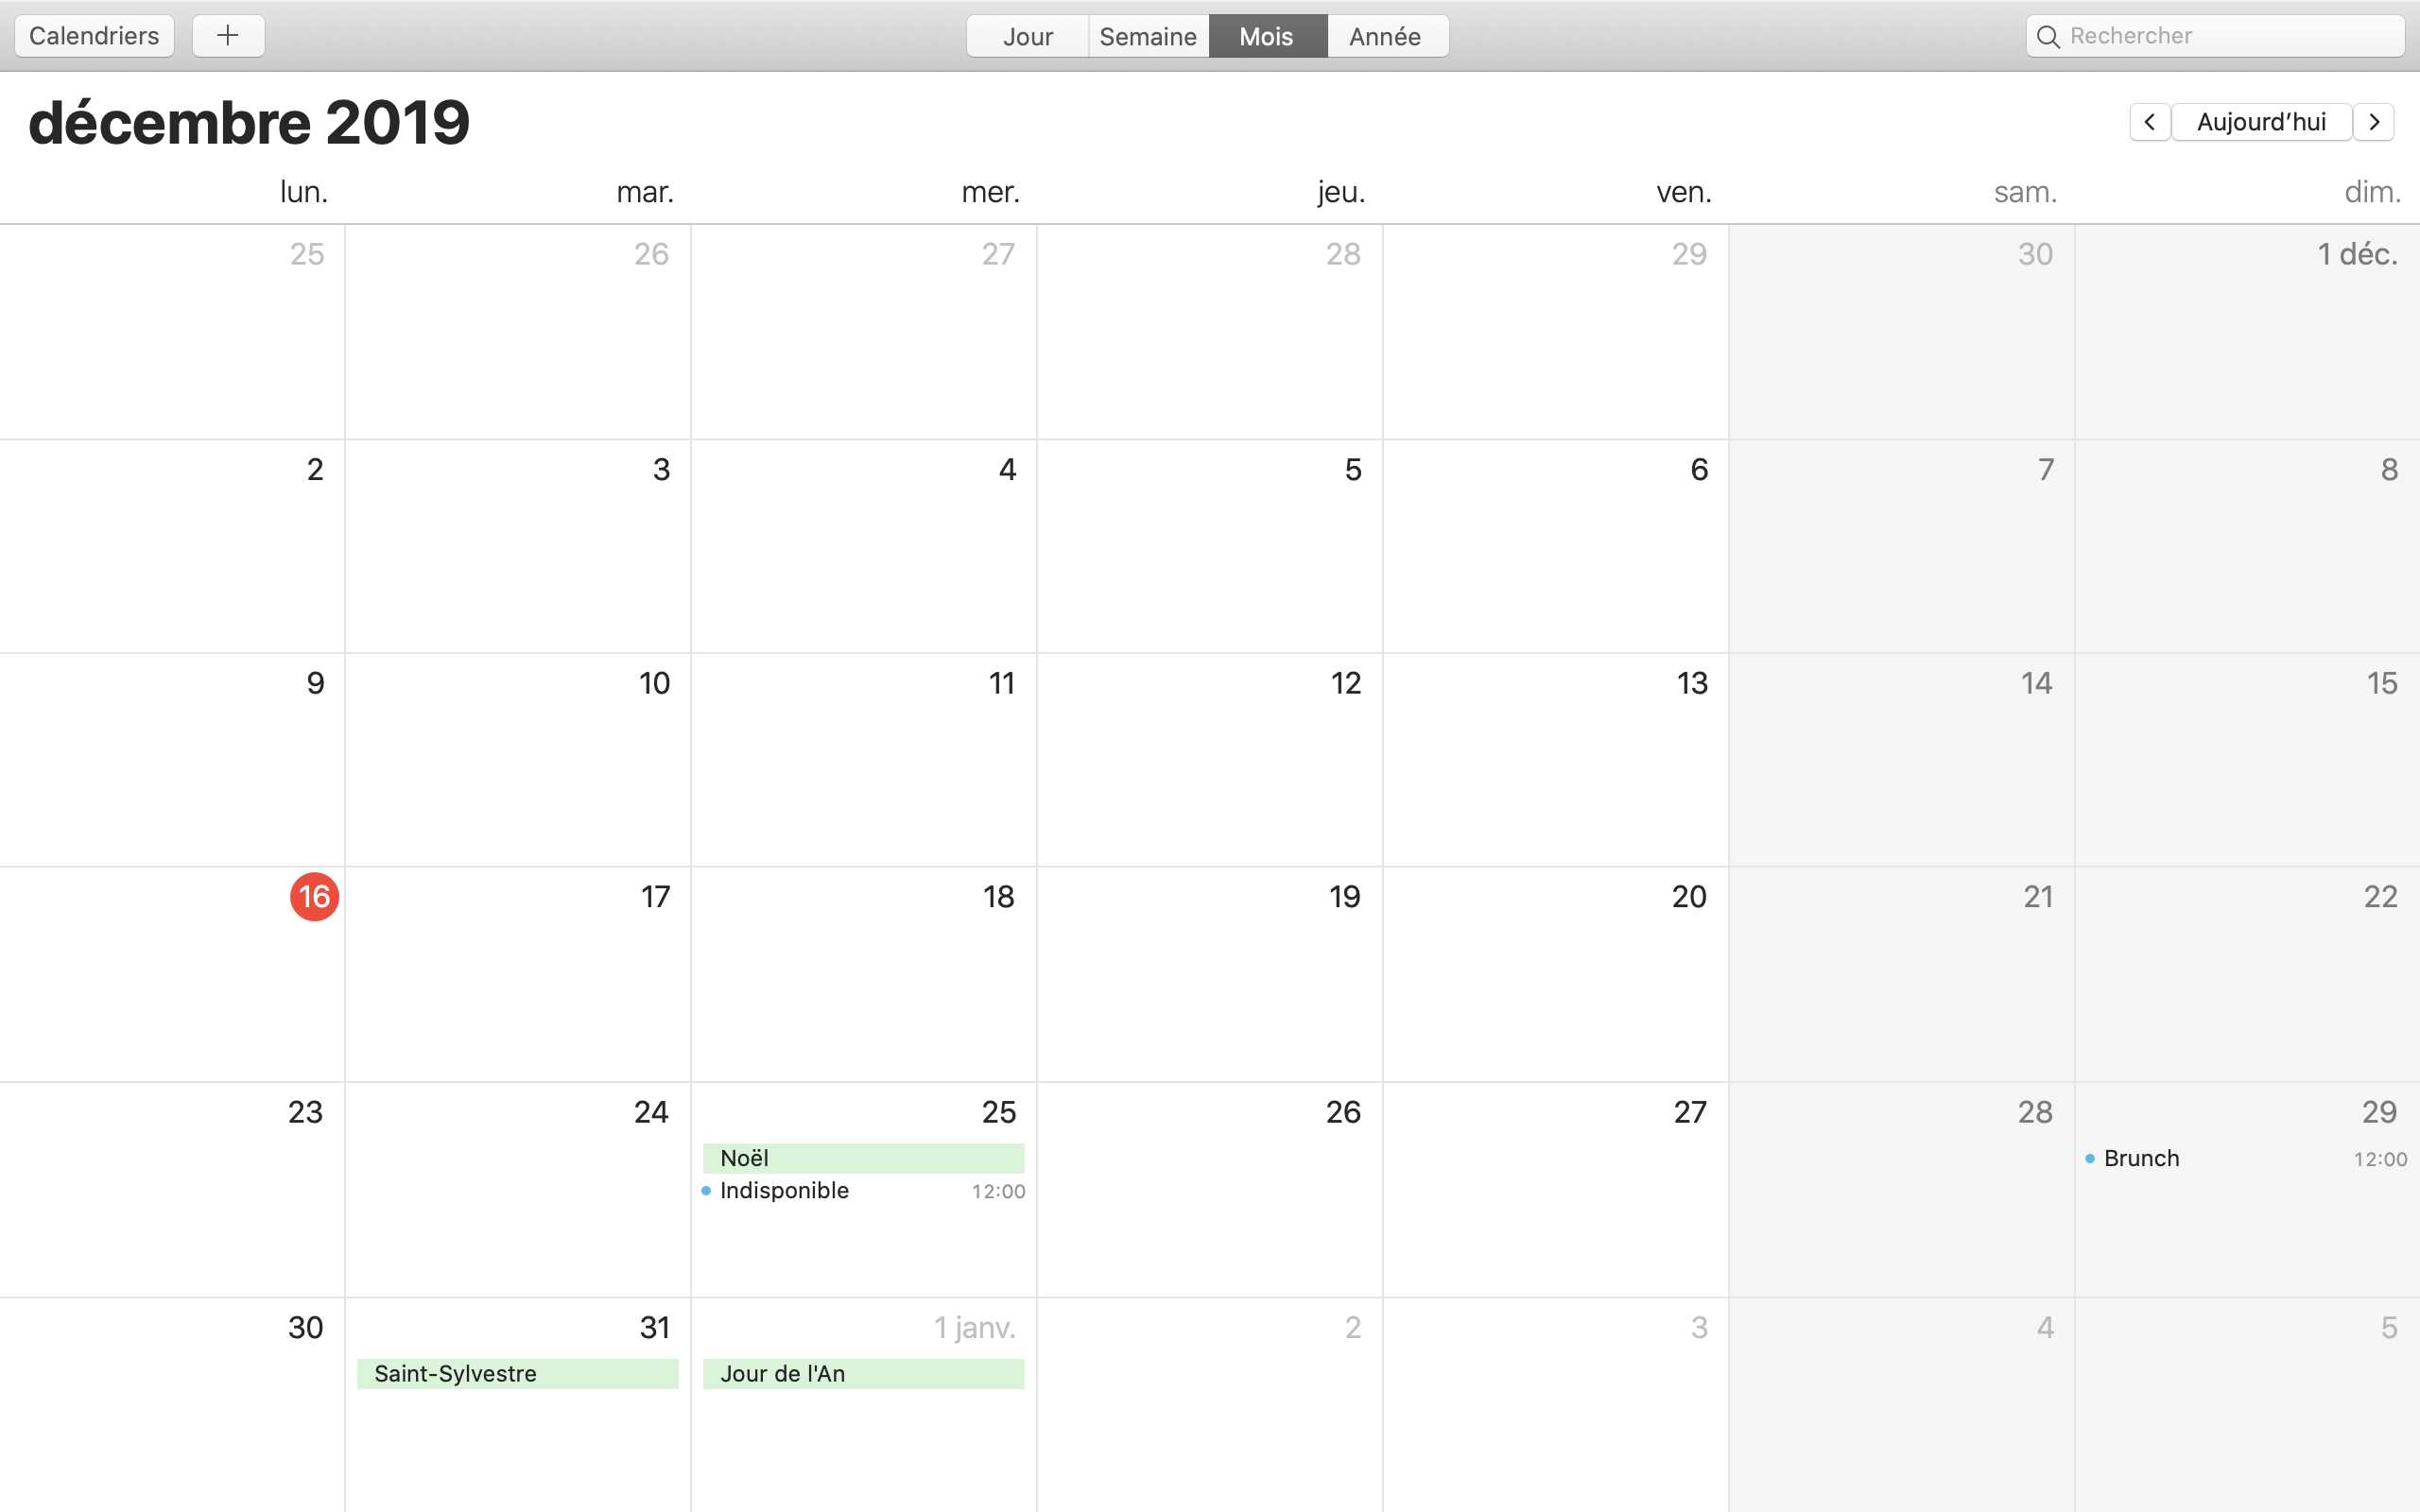 Calendriers + Jour Semaine Mois Année Rechercher
décembre 2019 < Aujourd’hui >
lun. mar. mer. jeu. ven. sam. dim.
25 26 27 28 29 30 1 déc.
2 3 4 5 6 7 8
9 10 11 12 13 14 15
16 17 18 19 20 21 22
23 24 25 26 27 28 29
Noël Brunch 12:00
Indisponible 12:00
30 31 1 janv. 2 3 4 5
Saint-Sylvestre Jour de l'An